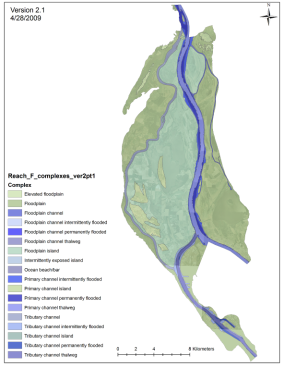 Version 2.1
4/28/2009
N
Reach_F_complexes_ver2pt1
Complex
Elevated floodplain
Floodplain
Floodplain channel
Floodplain channel intermittently flooded
Floodplain channel permanently flooded
Floodplain channel thalweg
Floodplain island
Intermittently exposed island
Ocean beach/bar
Primary channel intermittently flooded
Primary channel island
Primary channel permanently flooded
Primary channel thalweg
Tributary channel
Tributary channel intermittently flooded
Tributary channel island
Tributary channel permanently flooded
Tributary channel thalweg
0 2 4 8 Kilometers